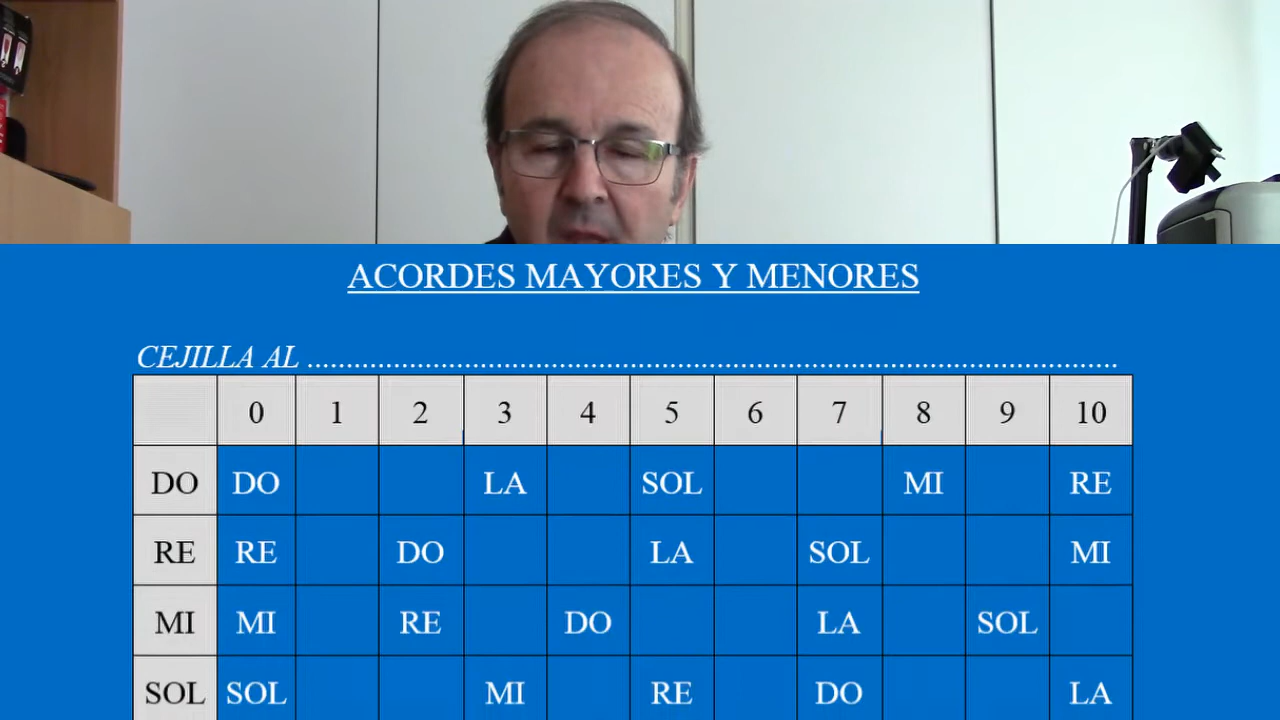 ACORDES MAYORES Y MENORES
CEJILLA AL ........................................................................................................
0 1 2 3 4 5 6 7 8 9 10
DO DO LA SOL MI RE
RE RE DO LA SOL MI
MI MI RE DO LA SOL
SOL SOL MI RE DO LA